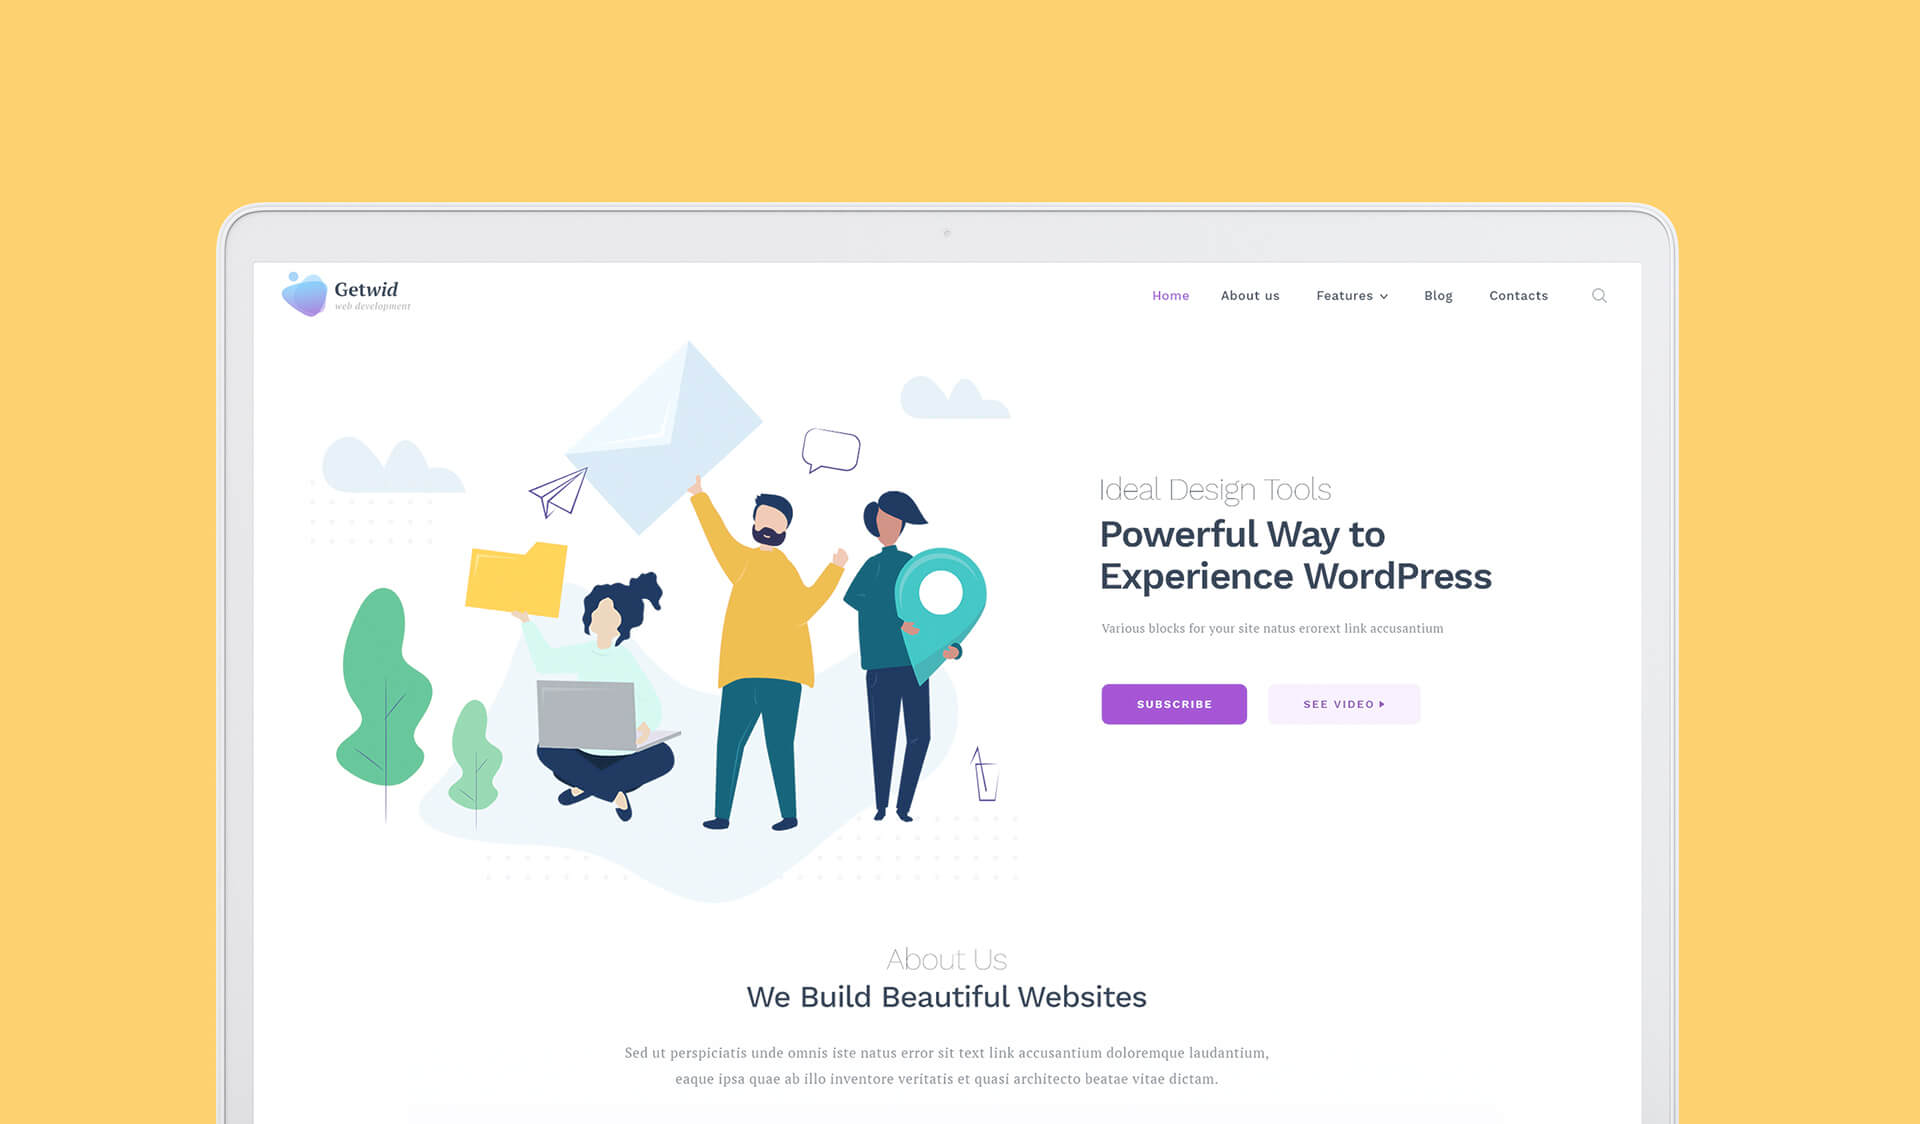 Getwid
web development
Home About us Features Blog Contacts
Ideal Design Tools
Powerful Way to
Experience WordPress
Various blocks for your site natus erorext link accusantium
SUBSCRIBE SEE VIDEO
About Us
We Build Beautiful Websites
Sed ut perspiciatis unde omnis iste natus error sit text link accusantium doloremque laudantium,
eaque ipsa quae ab illo inventore veritatis et quasi architecto beatae vitae dictam.